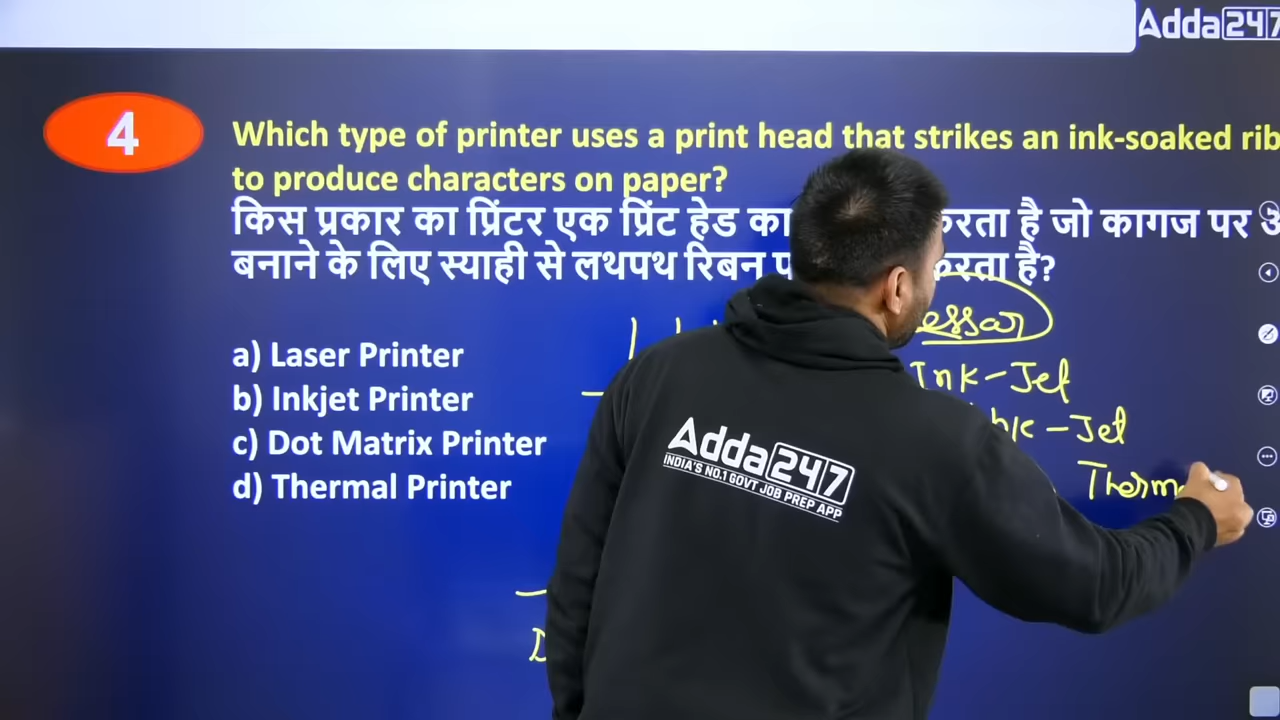 Adda247
4
Which type of printer uses a print head that strikes an ink-soaked rib
to produce characters on paper?
किस प्रकार का प्रिंटर एक प्रिंट हेड का करता है जो कागज पर
बनाने के लिए स्याही से लथपथ रिबन करता है?
a) Laser Printer
b) Inkjet Printer
c) Dot Matrix Printer
d) Thermal Printer
Ink-Jet
-Jet
Therm
Adda247
INDIA'S NO.1 GOVT JOB PREP APP